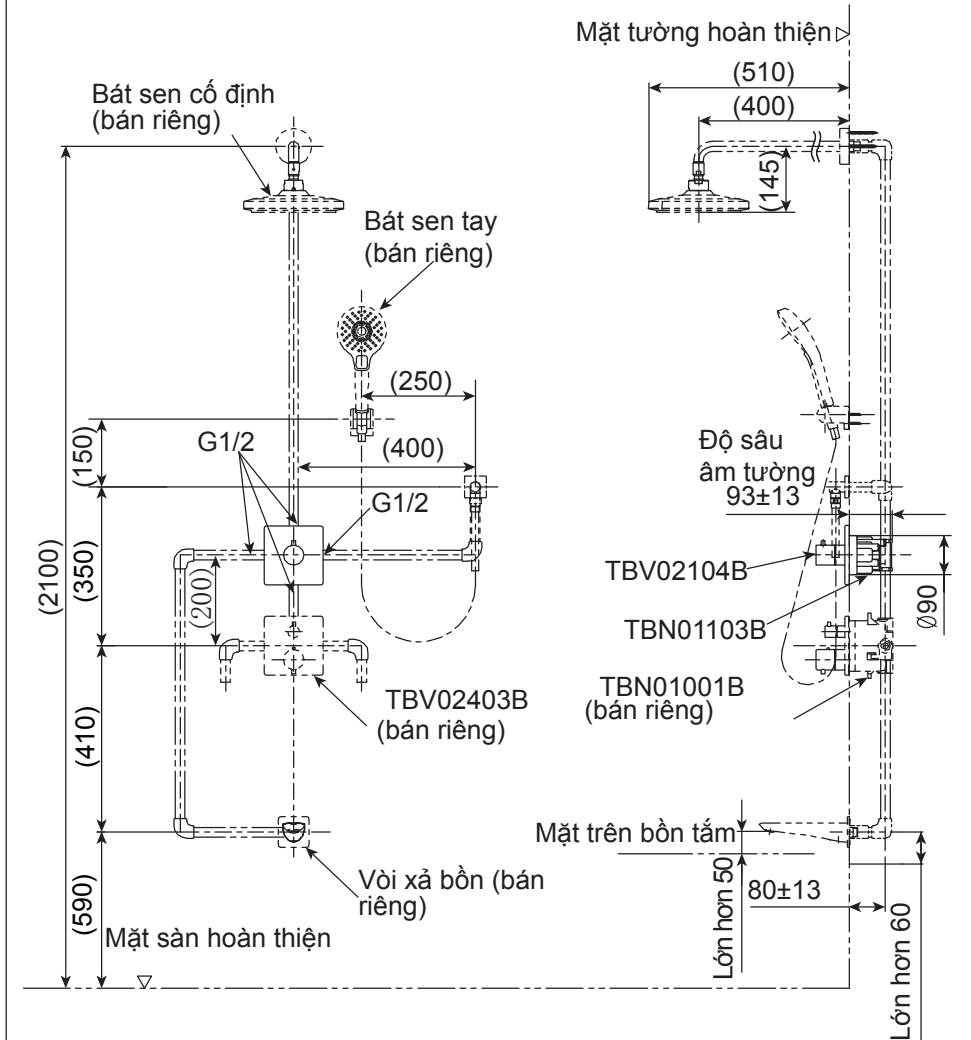 Mặt tường hoàn thiện
(510)
(400)
(145)
Bát sen cố định
(bán riêng)
Bát sen tay
(bán riêng)
(250)
(400)
G1/2
G1/2
(150)
(350)
(2100)
(200)
(410)
(590)
Độ sâu
âm tường
93±13
TBV02104B
TBN01103B
Ø90
TBN01001B
(bán riêng)
TBV02403B
(bán riêng)
Mặt trên bồn tắm
Lớn hơn 50
80±13
Lớn hơn 60
Vòi xả bồn (bán
riêng)
Mặt sàn hoàn thiện